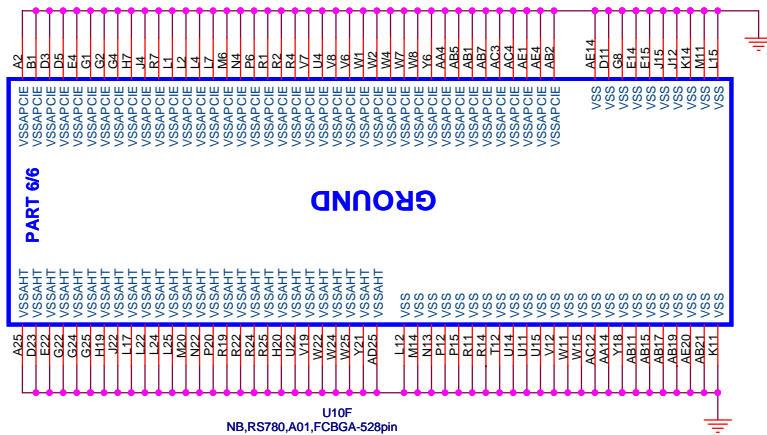 A2 B1 D3 D5 E4 G1 G2 G4 H7 J4 R7 L1 L2 L4 L7 M6 N4 P6 R1 R2 R4 V7 U4 V8 V6 W1 W2 W4 W7 W8 Y6 AA4 AB5 AB1 AB7 AC3 AC4 AE1 AE4 AB2 AE14 D11 G8 E14 E15 J15 J12 K14 M11 L15
VSSAPCIE VSSAPCIE VSSAPCIE VSSAPCIE VSSAPCIE VSSAPCIE VSSAPCIE VSSAPCIE VSSAPCIE VSSAPCIE VSSAPCIE VSSAPCIE VSSAPCIE VSSAPCIE VSSAPCIE VSSAPCIE VSSAPCIE VSSAPCIE VSSAPCIE VSSAPCIE VSSAPCIE VSSAPCIE VSSAPCIE VSSAPCIE VSSAPCIE VSSAPCIE VSSAPCIE VSSAPCIE VSSAPCIE VSSAPCIE VSSAPCIE VSSAPCIE VSSAPCIE VSSAPCIE VSSAPCIE VSSAPCIE VSSAPCIE VSSAPCIE VSSAPCIE VSSAPCIE VSS VSS VSS VSS VSS VSS VSS VSS VSS VSS
PART 6/6
GROUND
VSSAHT VSSAHT VSSAHT VSSAHT VSSAHT VSSAHT VSSAHT VSSAHT VSSAHT VSSAHT VSSAHT VSSAHT VSSAHT VSSAHT VSSAHT VSSAHT VSSAHT VSSAHT VSSAHT VSSAHT VSSAHT VSSAHT VSSAHT VSSAHT VSSAHT VSSAHT VSSAHT VSS VSS VSS VSS VSS VSS VSS VSS VSS VSS VSS VSS VSS VSS VSS VSS VSS VSS VSS VSS VSS VSS VSS VSS
A25 D23 E22 G22 G24 G25 H19 J22 L17 L22 L24 L25 M20 N22 P20 R19 R22 R24 R25 H20 U22 V19 W22 W24 W25 Y21 AD25 L12 M14 N13 P12 P15 R11 R14 T12 U14 U11 U15 V12 W11 W15 AC12 AA14 Y18 AB11 AB15 AB17 AB19 AE20 AB21 K11
U10F
NB,RS780,A01,FCBGA-528pin